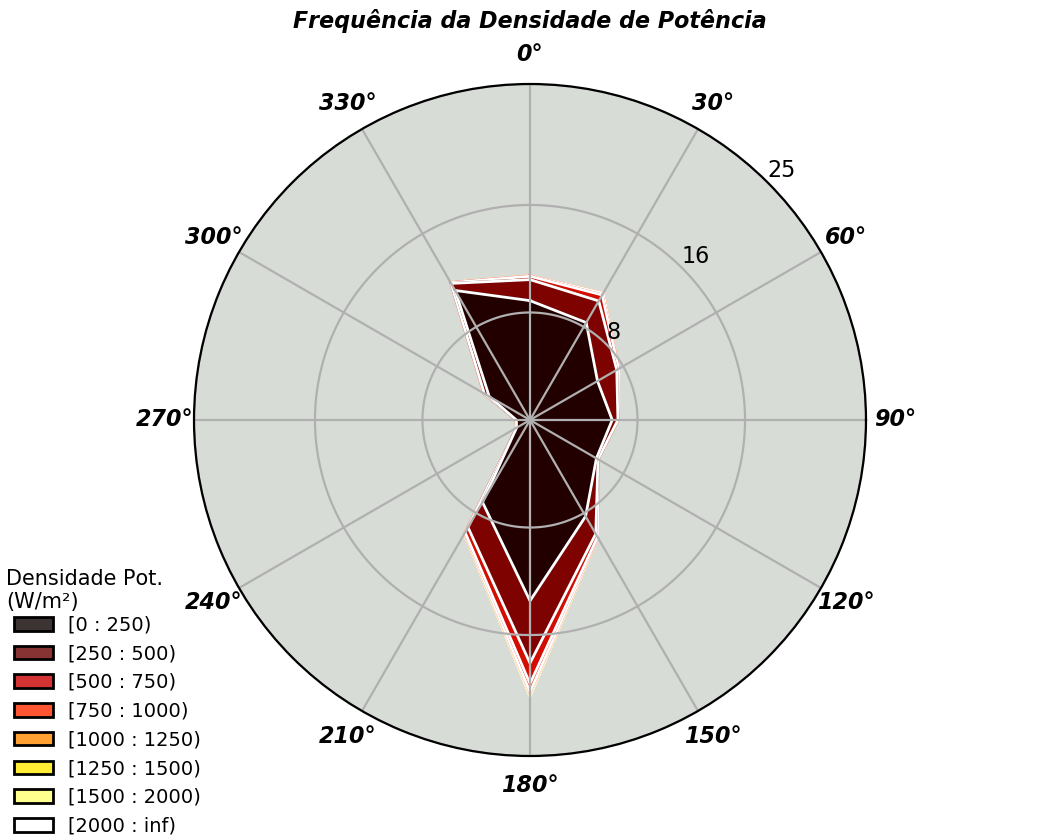 Frequência da Densidade de Potência
0°
330°
30°
25
300°
60°
16
8
270°
90°
240°
120°
210°
150°
180°
Densidade Pot.
(W/m²)
[0 : 250)
[250 : 500)
[500 : 750)
[750 : 1000)
[1000 : 1250)
[1250 : 1500)
[1500 : 2000)
[2000 : inf)